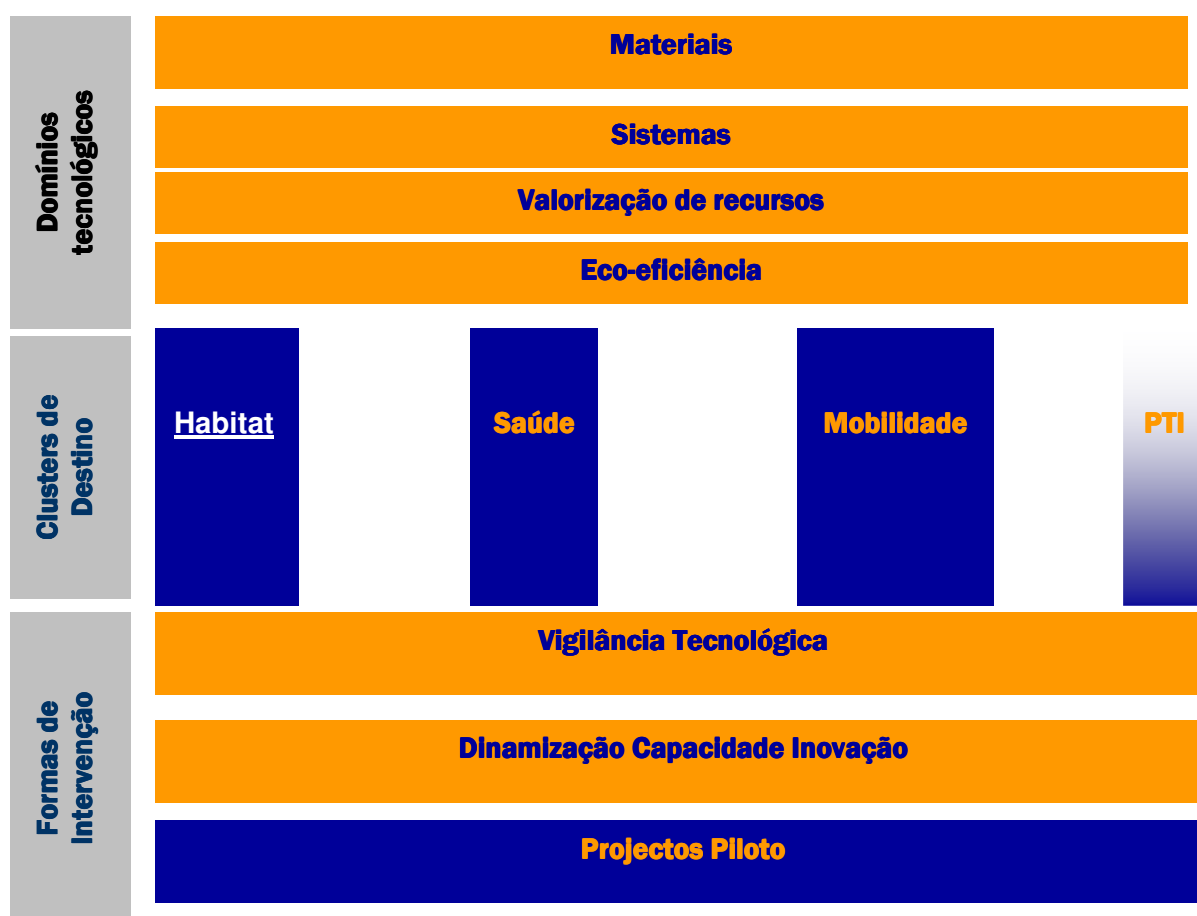 Domínios
tecnológicos
Materiais
Sistemas
Valorização de recursos
Eco-eficiência
Clusters de
Destino
Habitat
Saúde
Mobilidade
PTI
Formas de
Intervenção
Vigilância Tecnológica
Dinamização Capacidade Inovação
Projectos Piloto